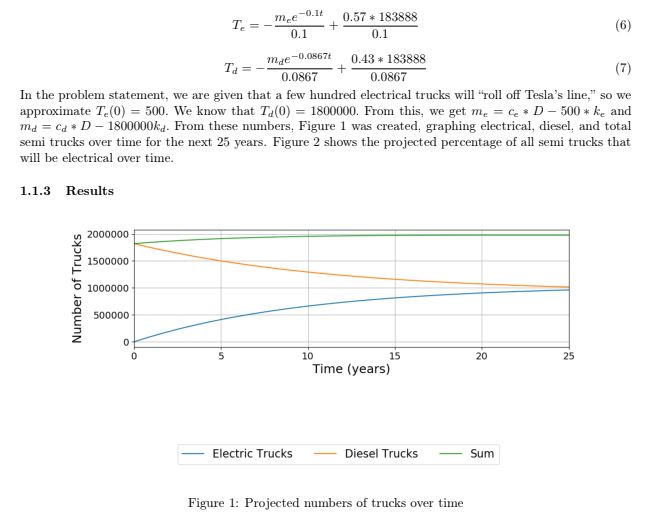 T_e = -\frac{m_e e^{-0.1t}}{0.1} + \frac{0.57 * 183888}{0.1} (6)
T_d = -\frac{m_d e^{-0.0867t}}{0.0867} + \frac{0.43 * 183888}{0.0867} (7)
In the problem statement, we are given that a few hundred electrical trucks will “roll off Tesla’s line,” so we
approximate T_e(0) = 500. We know that T_d(0) = 1800000. From this, we get m_e = c_e * D − 500 * k_e and
m_d = c_d * D − 1800000k_d. From these numbers, Figure 1 was created, graphing electrical, diesel, and total
semi trucks over time for the next 25 years. Figure 2 shows the projected percentage of all semi trucks that
will be electrical over time.
1.1.3 Results
Number of Trucks
2000000
1500000
1000000
500000
0
0 5 10 15 20 25
Time (years)
Electric Trucks Diesel Trucks Sum
Figure 1: Projected numbers of trucks over time